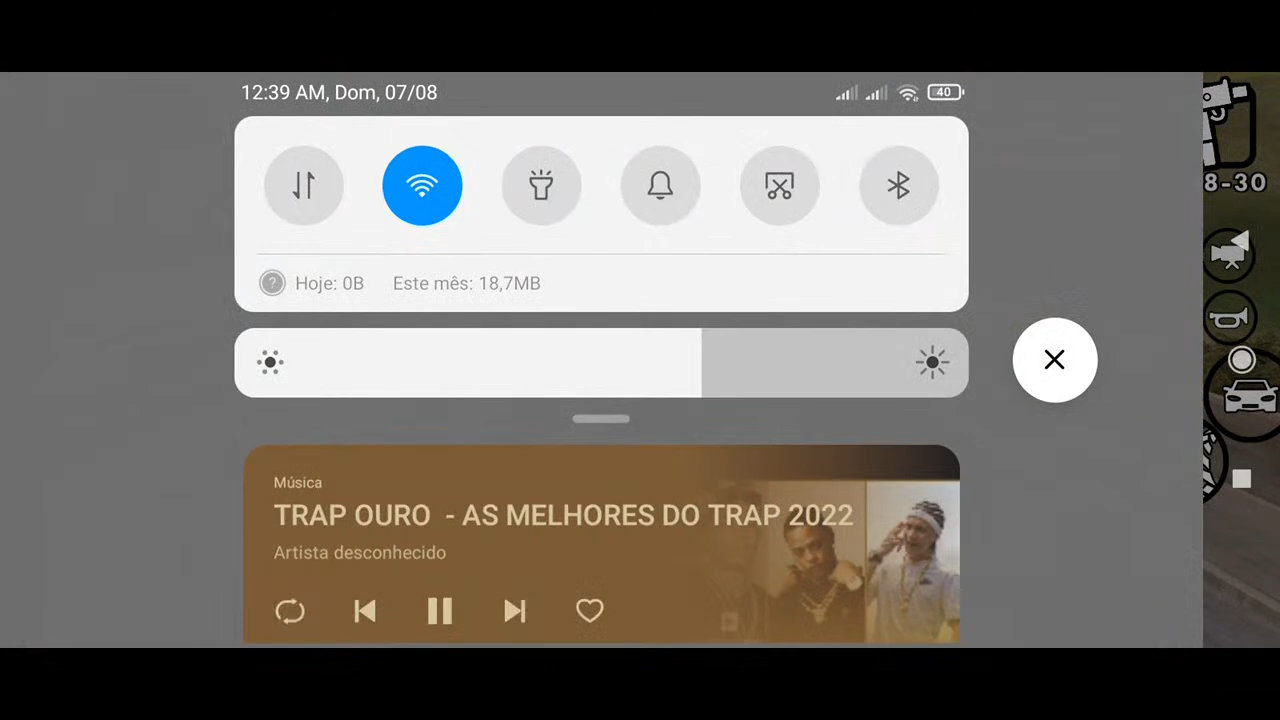 12:39 AM, Dom, 07/08
40
8-30
Hoje: 0B Este mês: 18,7MB
Música
TRAP OURO - AS MELHORES DO TRAP 2022
Artista desconhecido